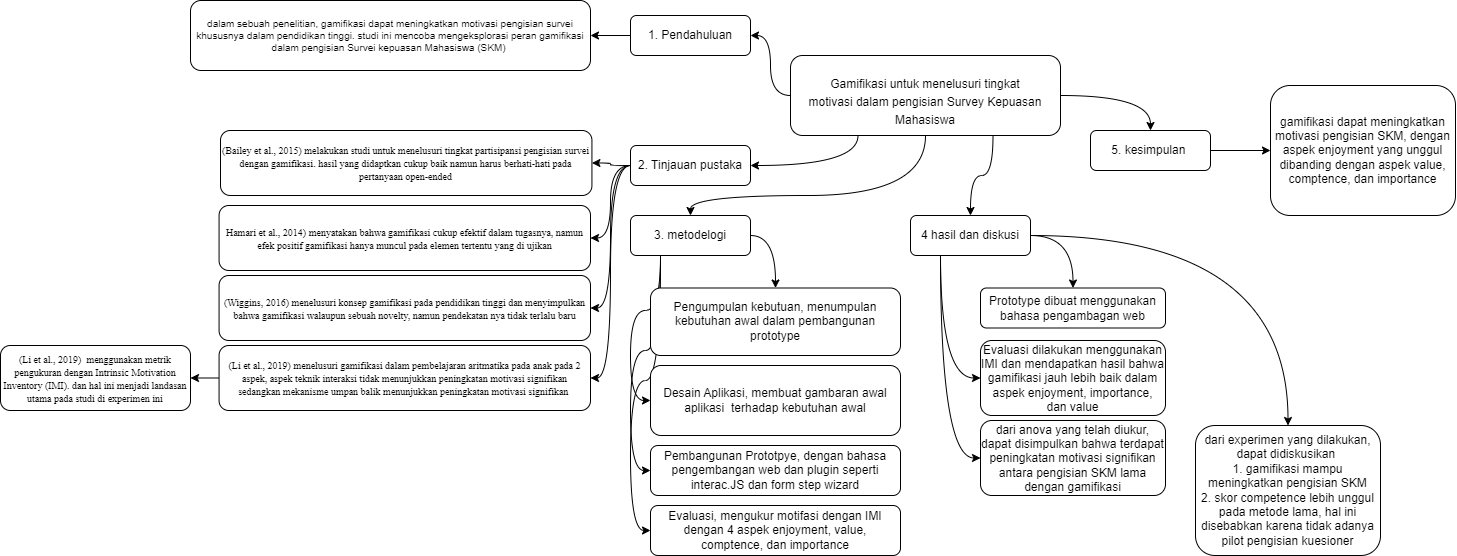 dalam sebuah penelitian, gamifikasi dapat meningkatkan motivasi pengisian survei
khususnya dalam pendidikan tinggi. studi ini mencoba mengeksplorasi peran gamifikasi
dalam pengisian Survei kepuasan Mahasiswa (SKM)
1. Pendahuluan
Gamifikasi untuk menelusuri tingkat
motivasi dalam pengisian Survey Kepuasan
Mahasiswa
2. Tinjauan pustaka
(Bailey et al., 2015) melakukan studi untuk menelusuri tingkat partisipansi pengisian survei
dengan gamifikasi. hasil yang didaptkan cukup baik namun harus berhati-hati pada
pertanyaan open-ended
Hamari et al., 2014) menyatakan bahwa gamifikasi cukup efektif dalam tugasnya, namun
efek positif gamifikasi hanya muncul pada elemen tertentu yang di ujikan
(Wiggins, 2016) menelusuri konsep gamifikasi pada pendidikan tinggi dan menyimpulkan
bahwa gamifikasi walaupun sebuah novelty, namun pendekatan nya tidak terlalu baru
(Li et al., 2019) menelusuri gamifikasi dalam pembelajaran aritmatika pada anak pada 2
aspek, aspek teknik interaksi tidak menunjukkan peningkatan motivasi signifikan
sedangkan mekanisme umpan balik menunjukkan peningkatan motivasi signifikan
(Li et al., 2019)  menggunakan metrik
pengukuran dengan Intrinsic Motivation
Inventory (IMI). dan hal ini menjadi landasan
utama pada studi di experimen ini
3. metodelogi
Pengumpulan kebutuan, menumpulan
kebutuhan awal dalam pembangunan
prototype
Desain Aplikasi, membuat gambaran awal
aplikasi  terhadap kebutuhan awal
Pembangunan Prototpye, dengan bahasa
pengembangan web dan plugin seperti
interac.JS dan form step wizard
Evaluasi, mengukur motifasi dengan IMI
dengan 4 aspek enjoyment, value,
comptence, dan importance
4 hasil dan diskusi
Prototype dibuat menggunakan
bahasa pengambagan web
Evaluasi dilakukan menggunakan
IMI dan mendapatkan hasil bahwa
gamifikasi jauh lebih baik dalam
aspek enjoyment, importance,
dan value
dari anova yang telah diukur,
dapat disimpulkan bahwa terdapat
peningkatan motivasi signifikan
antara pengisian SKM lama
dengan gamifikasi
dari experimen yang dilakukan,
dapat didiskusikan
1. gamifikasi mampu
meningkatkan pengisian SKM
2. skor competence lebih unggul
pada metode lama, hal ini
disebabkan karena tidak adanya
pilot pengisian kuesioner
5. kesimpulan
gamifikasi dapat meningkatkan
motivasi pengisian SKM, dengan
aspek enjoyment yang unggul
dibanding dengan aspek value,
comptence, dan importance